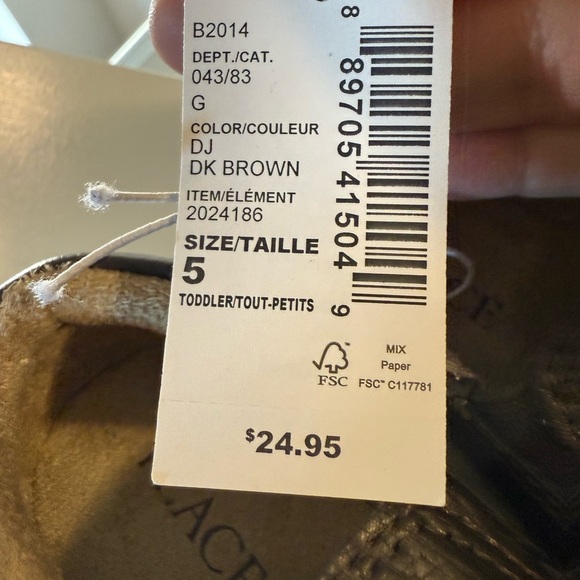 B2014
DEPT./CAT.
043/83
G
COLOR/COULEUR
DJ
DK BROWN
ITEM/ÉLÉMENT
2024186
SIZE/TAILLE
5
TODDLER/TOUT-PETITS
8 89705 41504 9
FSC
MIX
Paper
FSC™ C117781
$24.95
LACE